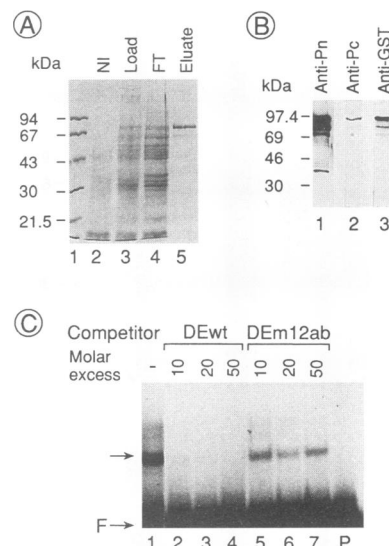 A
kDa
NI
Load
FT
Eluate
94
67
43
30
21.5
1 2 3 4 5
B
kDa
Anti-Pn
Anti-Pc
Anti-GST
97.4
69
46
30
1 2 3
C
Competitor DEwt DEm12ab
Molar excess
- 10 20 50 10 20 50
F
1 2 3 4 5 6 7 P